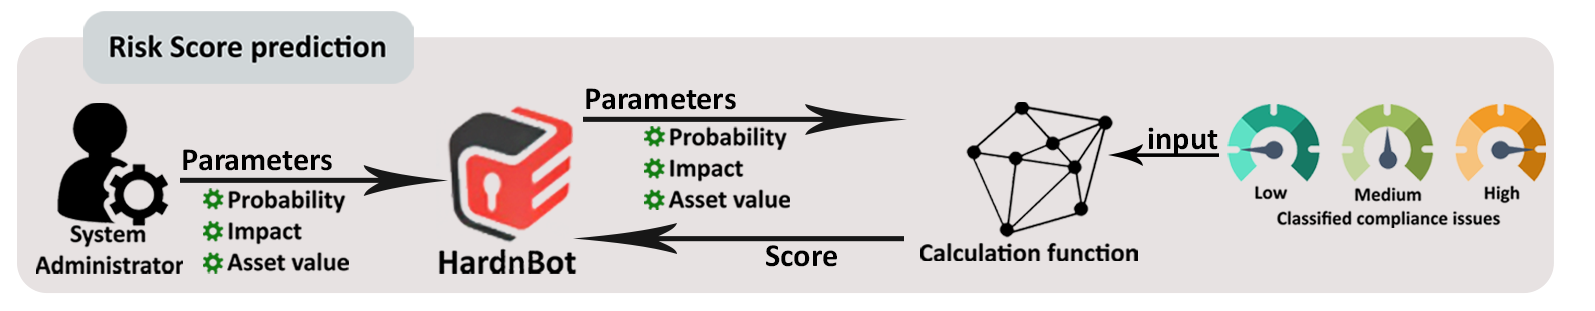 Risk Score prediction
System
Administrator
Parameters
Probability
Impact
Asset value
HardnBot
Parameters
Probability
Impact
Asset value
Score
Calculation function
input
Low
Medium
High
Classified compliance issues